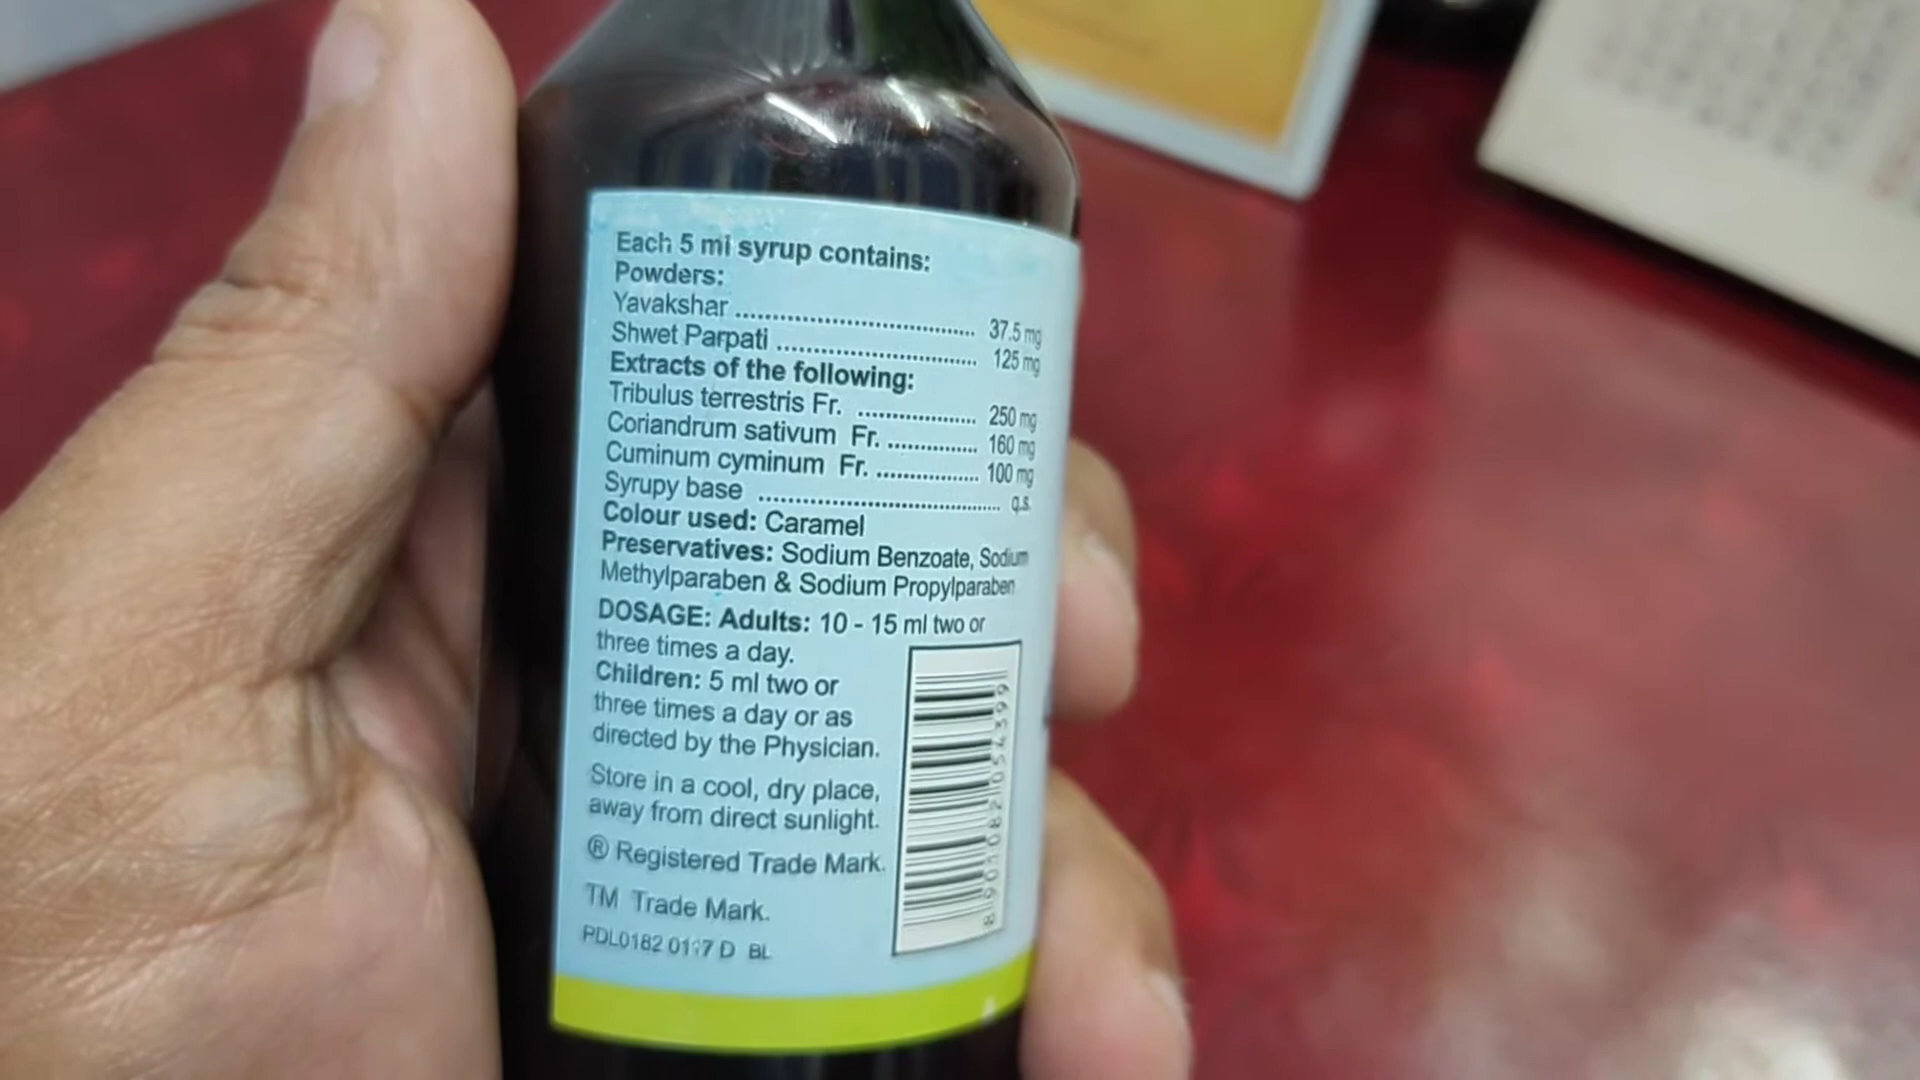 Each 5 ml syrup contains:
Powders:
Yavakshar ........................................ 37.5 mg
Shwet Parpati ................................. 125 mg
Extracts of the following:
Tribulus terrestris Fr. .................... 250 mg
Coriandrum sativum Fr. ............... 160 mg
Cuminum cyminum Fr. ................. 100 mg
Syrupy base ........................................ q.s.
Colour used: Caramel
Preservatives: Sodium Benzoate, Sodium
Methylparaben & Sodium Propylparaben
DOSAGE: Adults: 10 - 15 ml two or
three times a day.
Children: 5 ml two or
three times a day or as
directed by the Physician.
Store in a cool, dry place,
away from direct sunlight.
® Registered Trade Mark.
TM Trade Mark.
PDL0182 0117 D BL